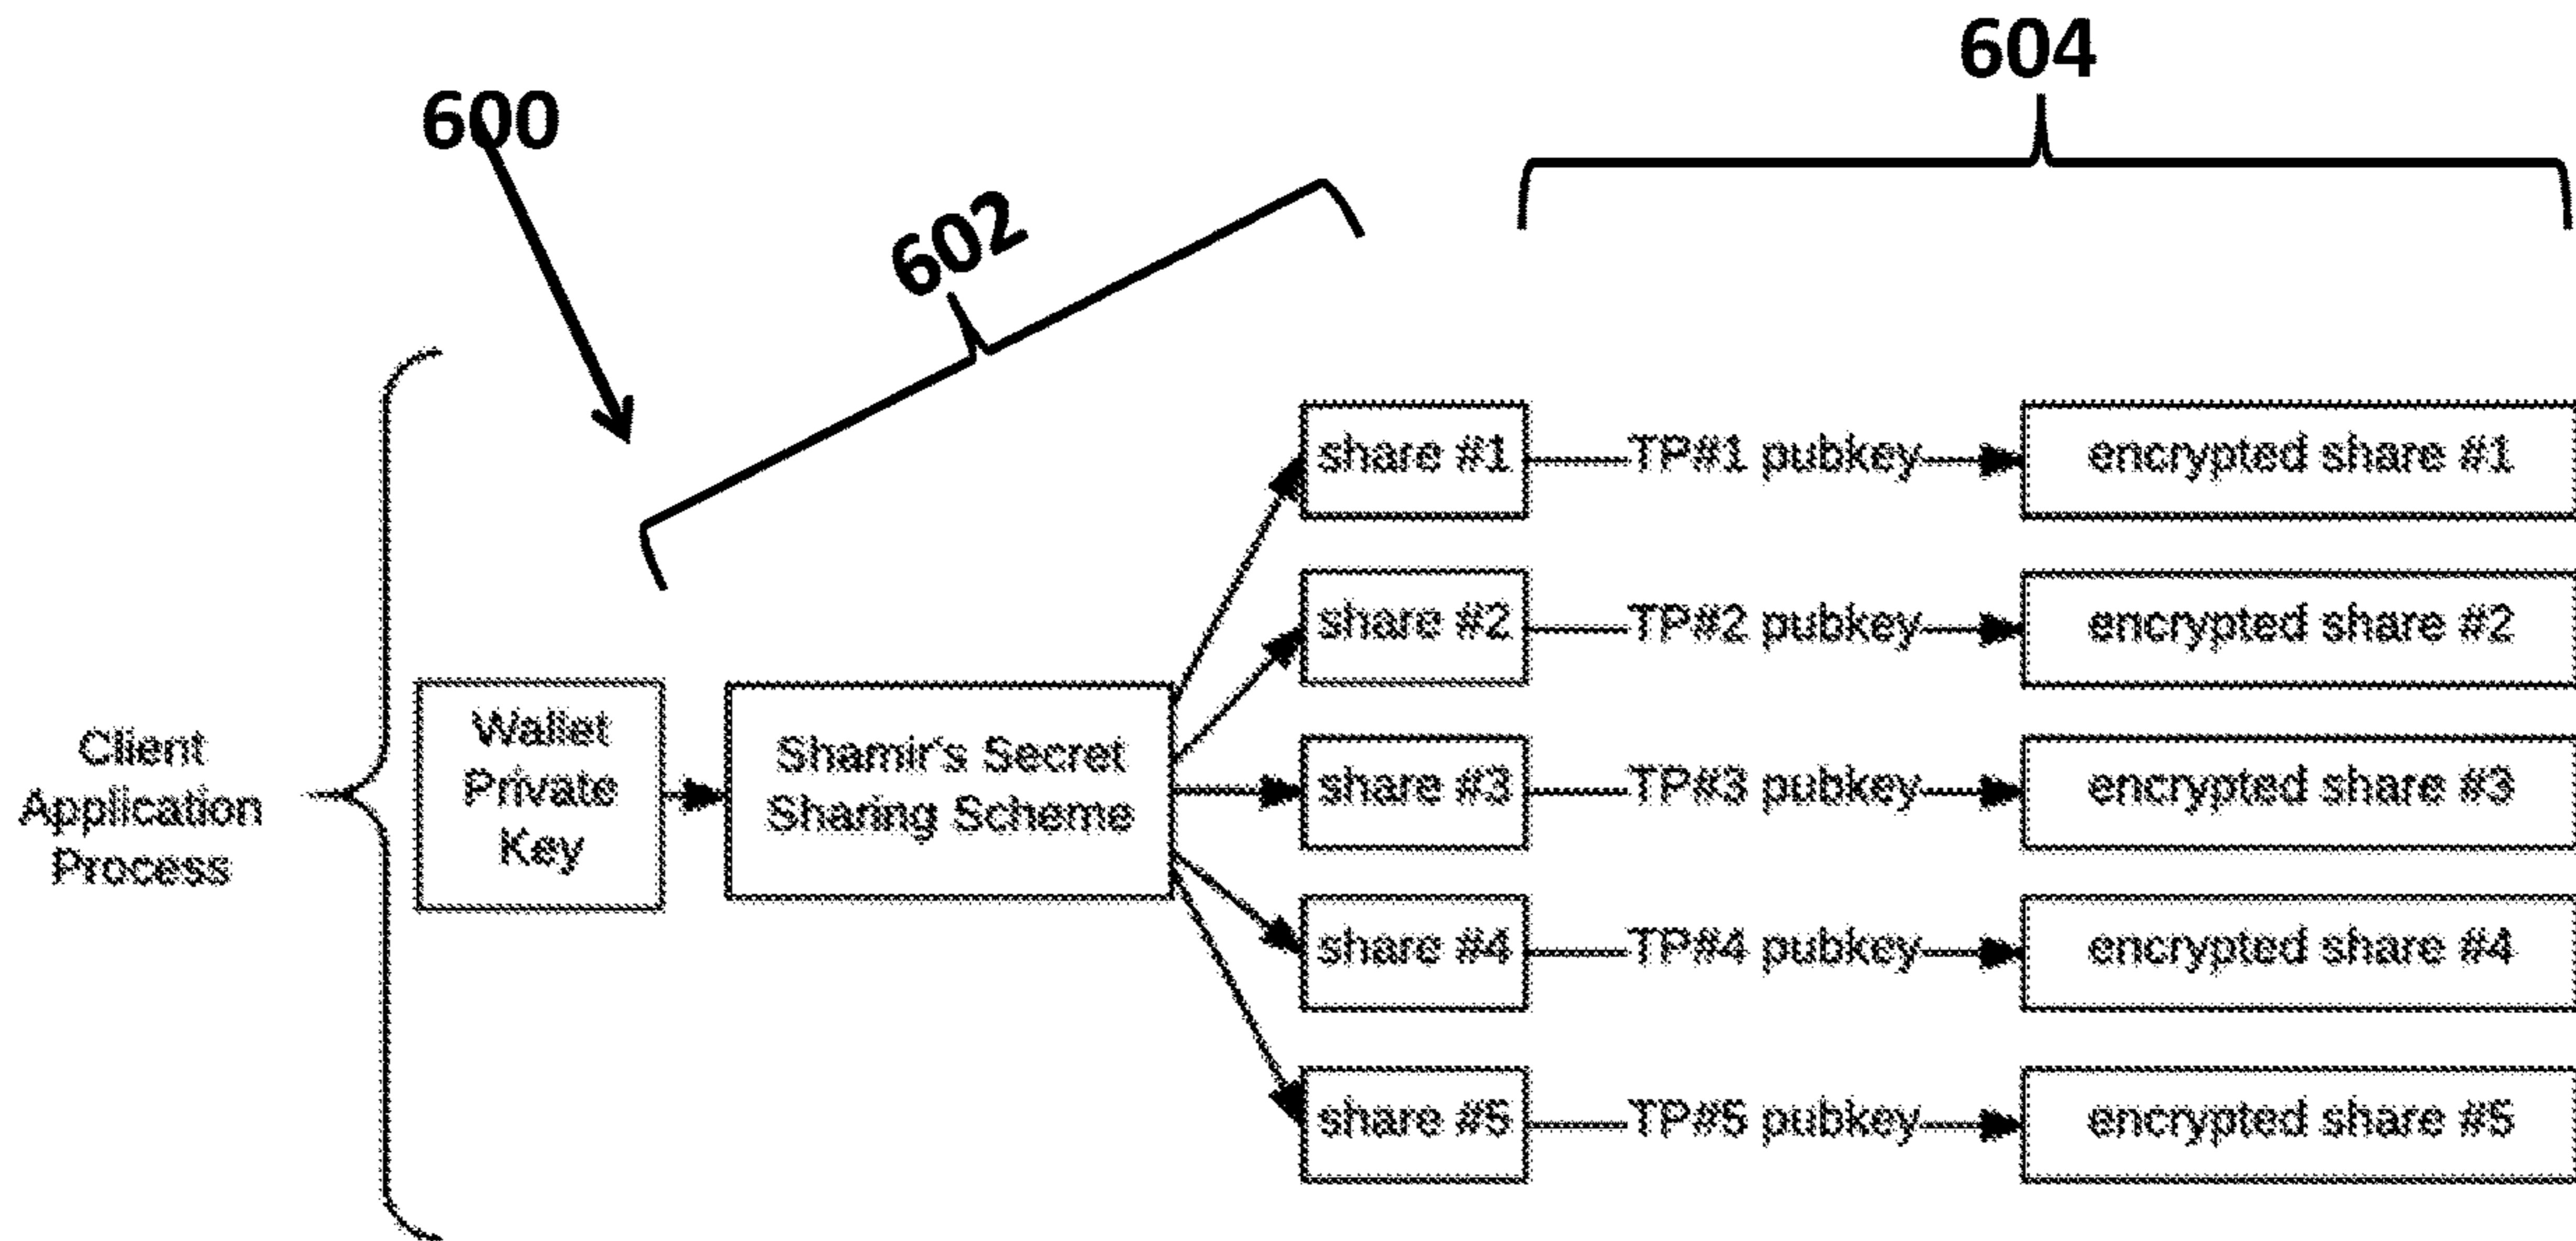 604
600
602
share #1
TP#1 pubkey
encrypted share #1
share #2
TP#2 pubkey
encrypted share #2
Client
Application
Process
Wallet
Private
Key
Shamir's Secret
Sharing Scheme
share #3
TP#3 pubkey
encrypted share #3
share #4
TP#4 pubkey
encrypted share #4
share #5
TP#5 pubkey
encrypted share #5